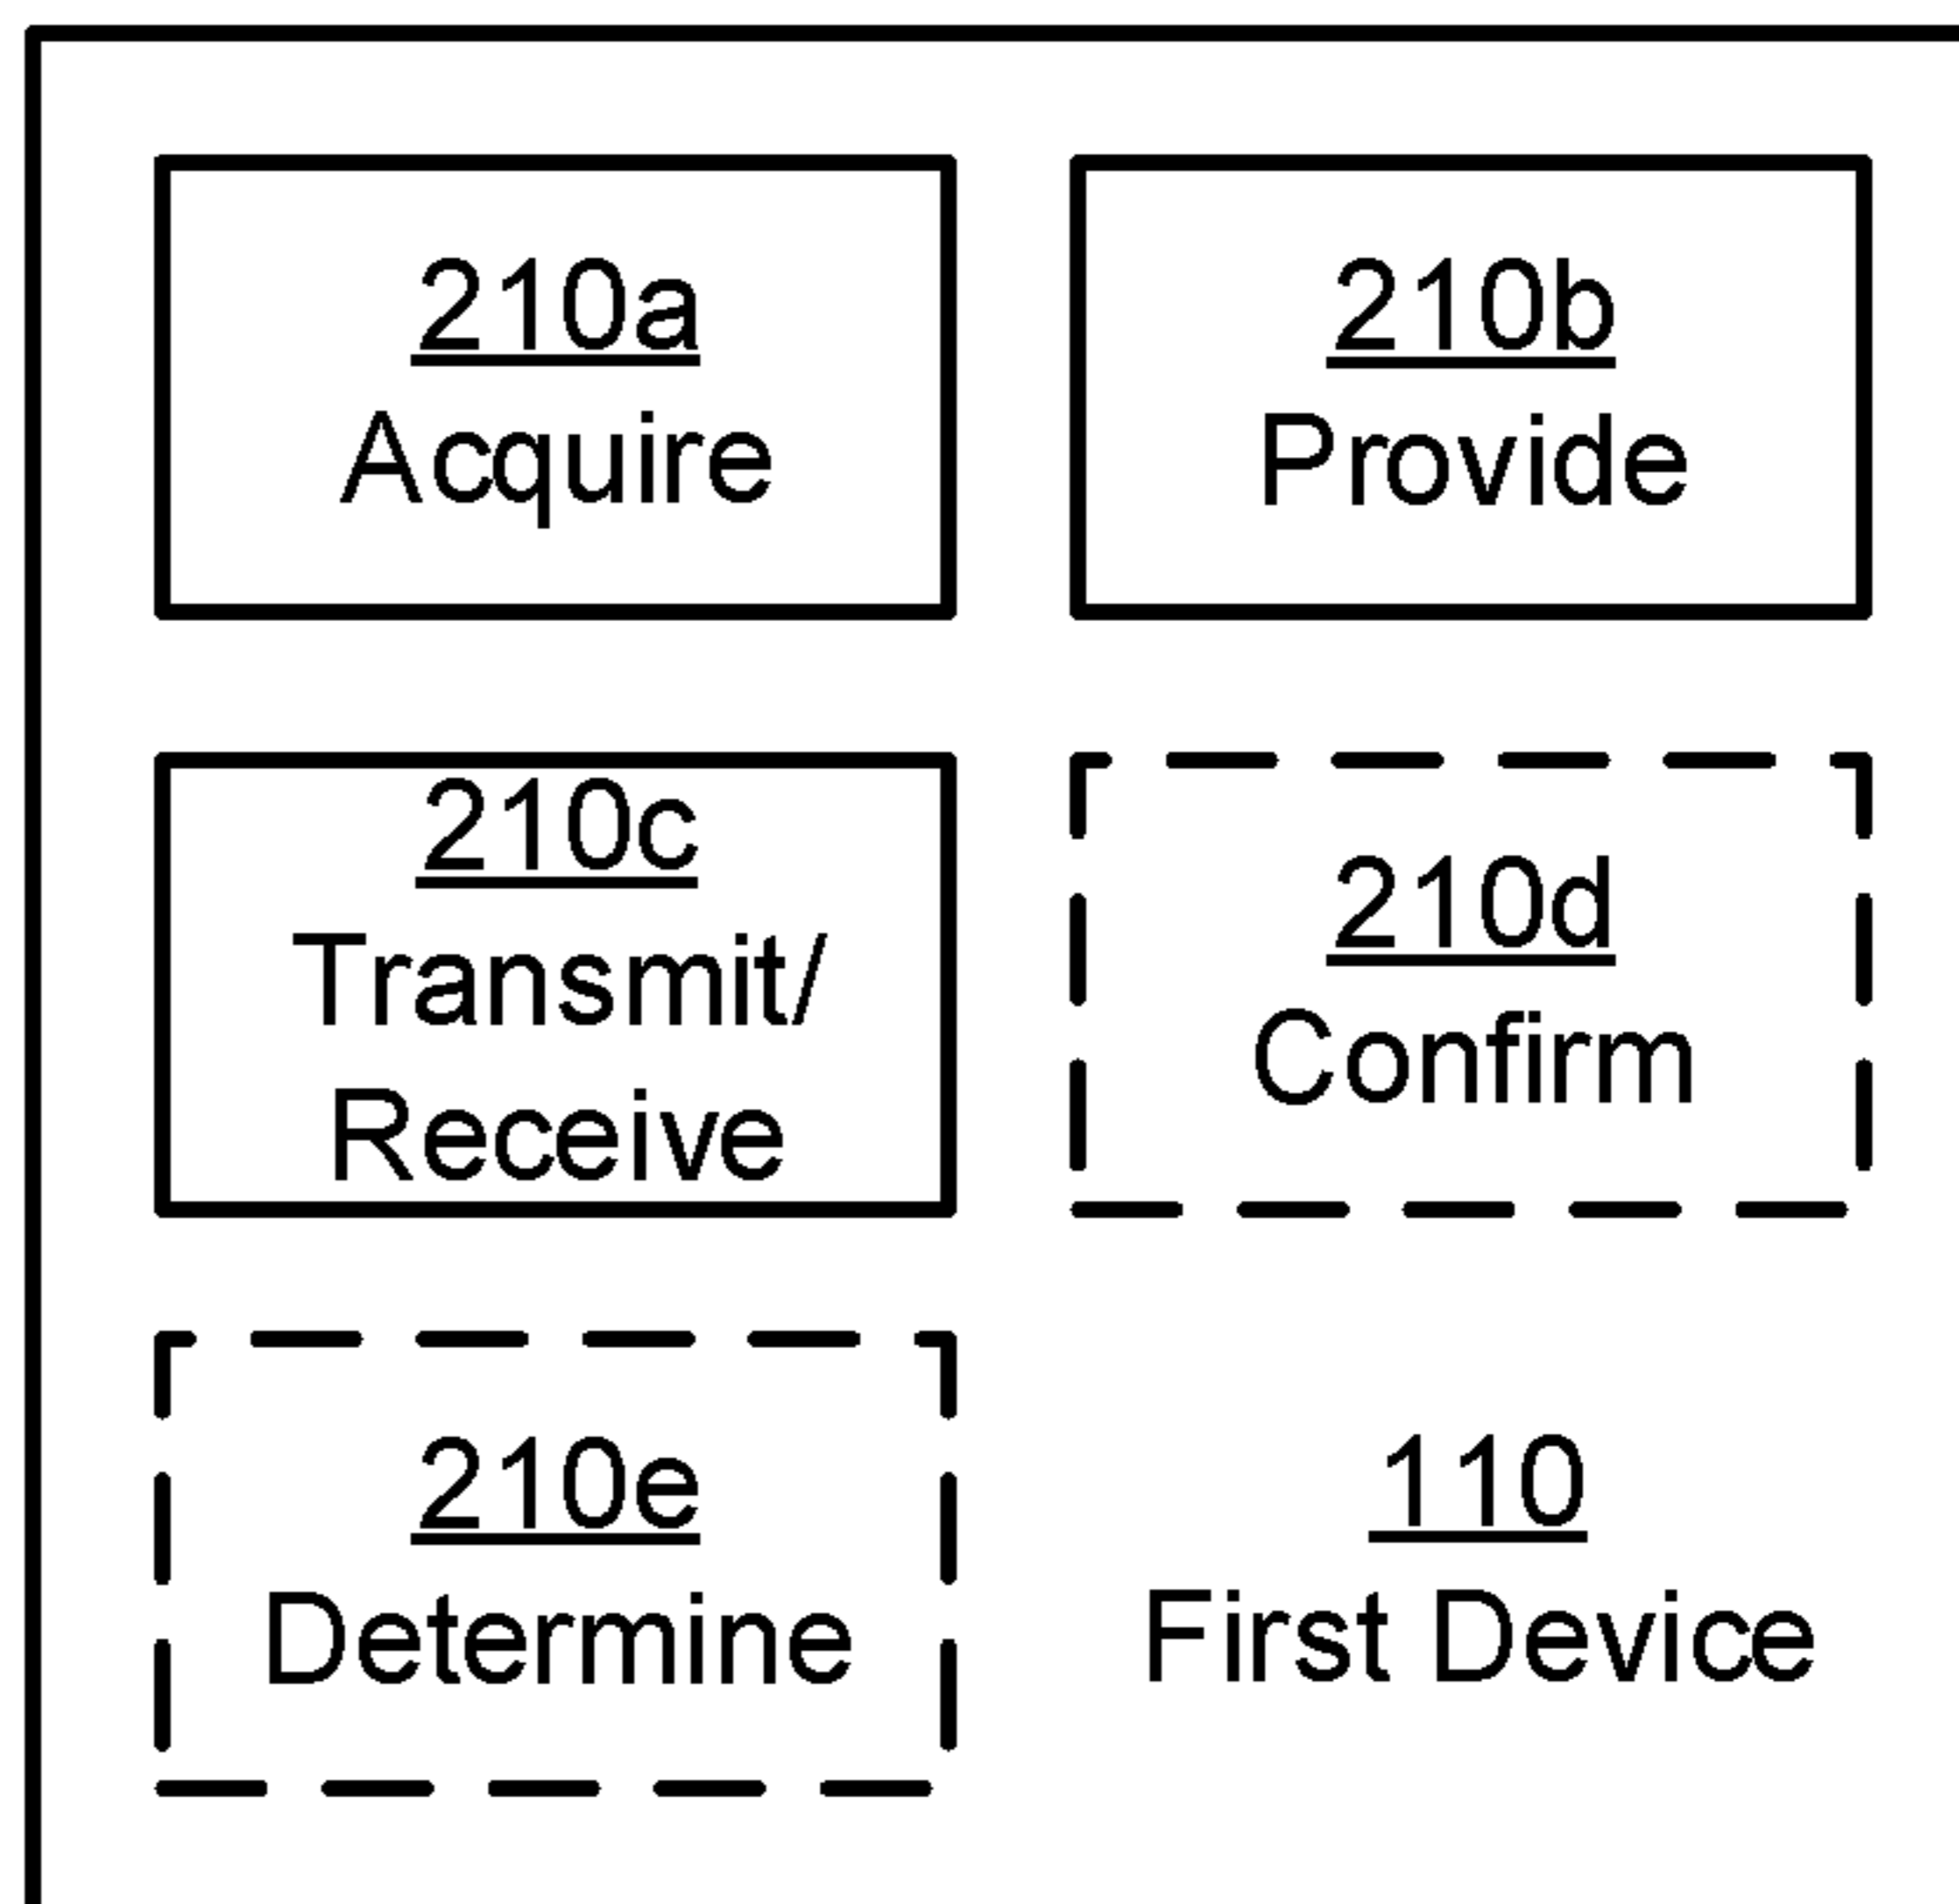 210a
Acquire
210b
Provide
210c
Transmit/
Receive
210d
Confirm
210e
Determine
110
First Device